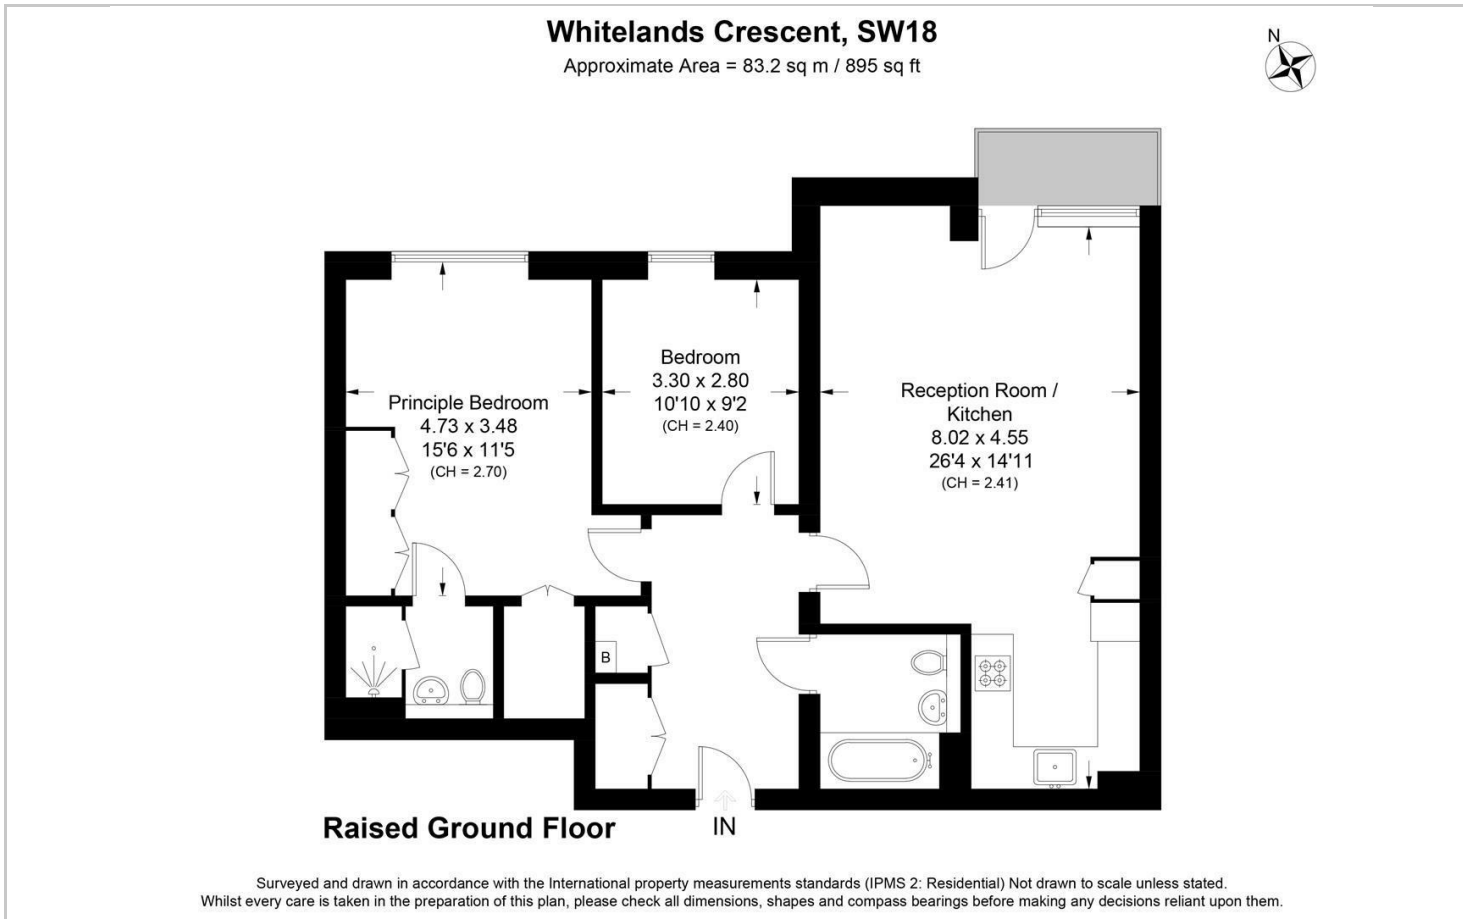 Whitelands Crescent, SW18
Approximate Area = 83.2 sq m / 895 sq ft
N
Bedroom
3.30 x 2.80
10'10 x 9'2
(CH = 2.40)
Principle Bedroom
4.73 x 3.48
15'6 x 11'5
(CH = 2.70)
Reception Room /
Kitchen
8.02 x 4.55
26'4 x 14'11
(CH = 2.41)
B
IN
Raised Ground Floor
Surveyed and drawn in accordance with the International property measurements standards (IPMS 2: Residential) Not drawn to scale unless stated.
Whilst every care is taken in the preparation of this plan, please check all dimensions, shapes and compass bearings before making any decisions reliant upon them.